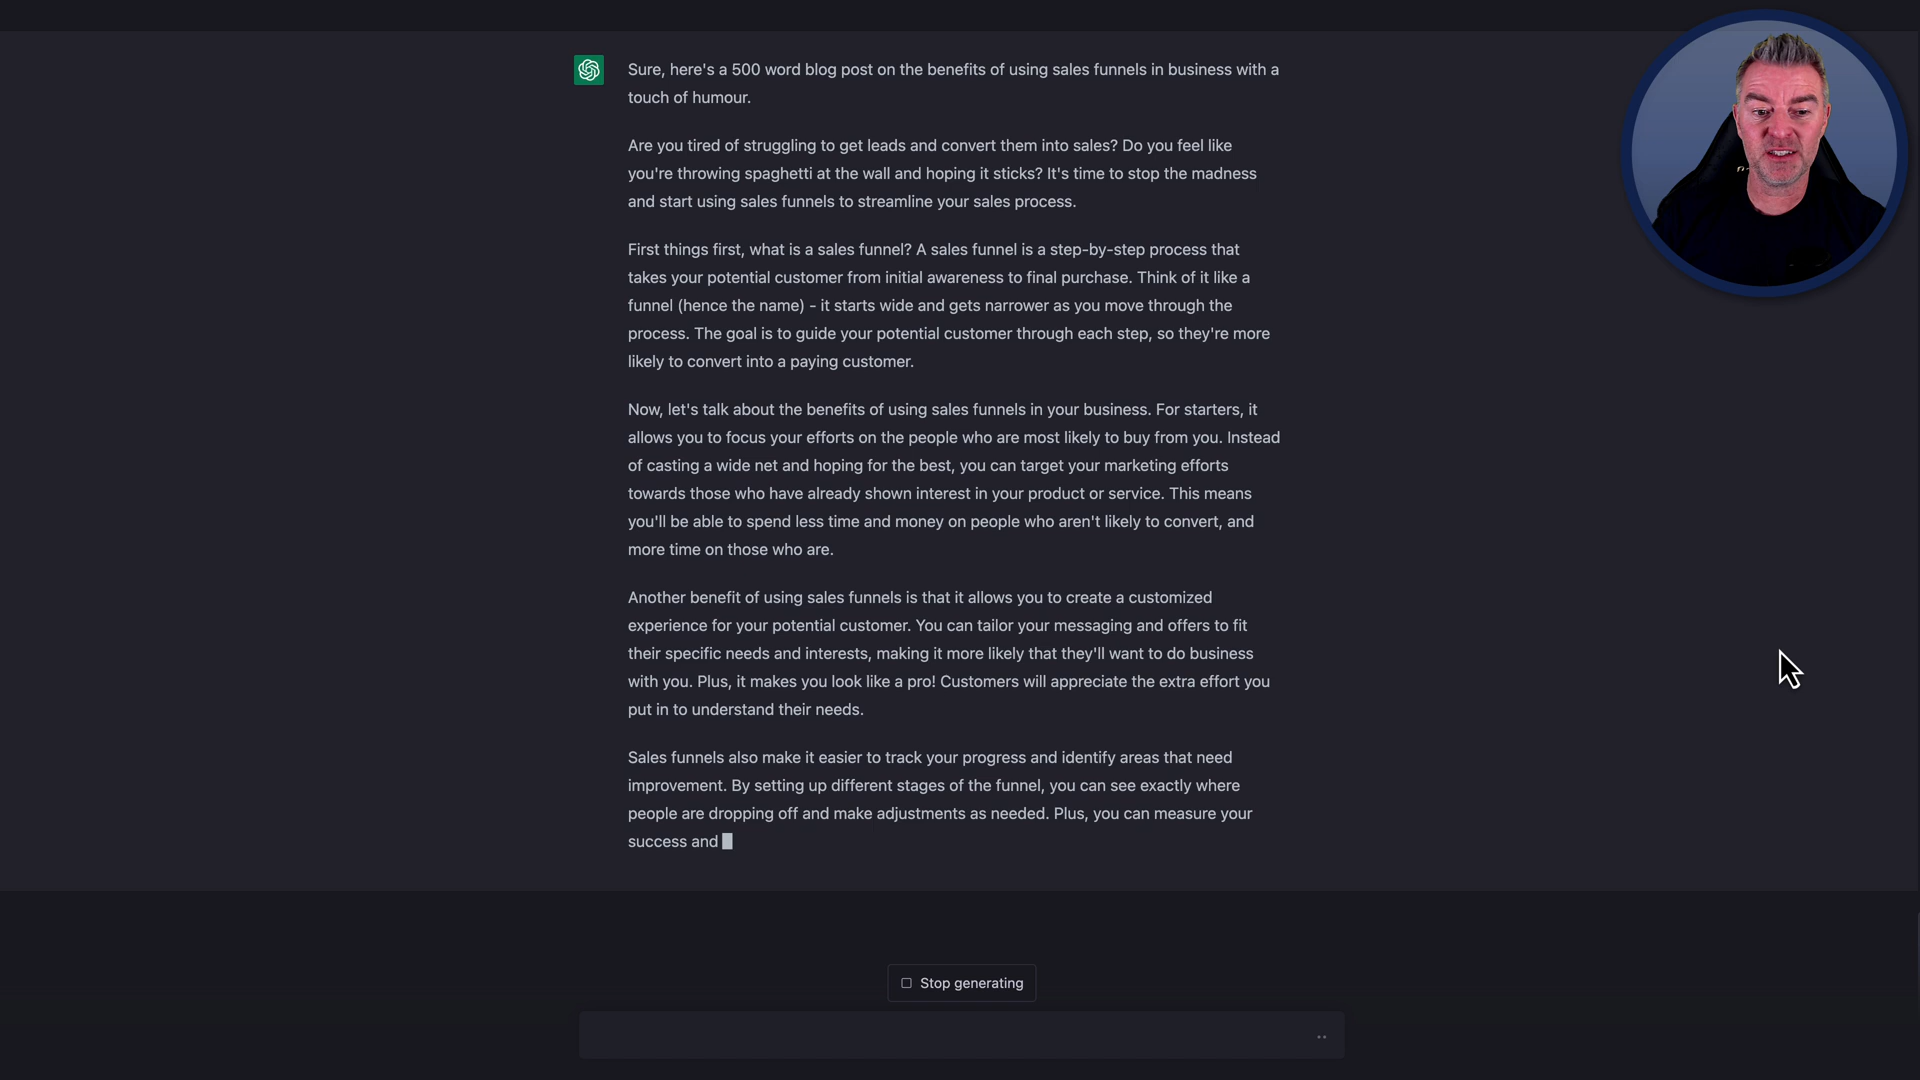 Sure, here's a 500 word blog post on the benefits of using sales funnels in business with a
touch of humour.
Are you tired of struggling to get leads and convert them into sales? Do you feel like
you're throwing spaghetti at the wall and hoping it sticks? It's time to stop the madness
and start using sales funnels to streamline your sales process.
First things first, what is a sales funnel? A sales funnel is a step-by-step process that
takes your potential customer from initial awareness to final purchase. Think of it like a
funnel (hence the name) - it starts wide and gets narrower as you move through the
process. The goal is to guide your potential customer through each step, so they're more
likely to convert into a paying customer.
Now, let's talk about the benefits of using sales funnels in your business. For starters, it
allows you to focus your efforts on the people who are most likely to buy from you. Instead
of casting a wide net and hoping for the best, you can target your marketing efforts
towards those who have already shown interest in your product or service. This means
you'll be able to spend less time and money on people who aren't likely to convert, and
more time on those who are.
Another benefit of using sales funnels is that it allows you to create a customized
experience for your potential customer. You can tailor your messaging and offers to fit
their specific needs and interests, making it more likely that they'll want to do business
with you. Plus, it makes you look like a pro! Customers will appreciate the extra effort you
put in to understand their needs.
Sales funnels also make it easier to track your progress and identify areas that need
improvement. By setting up different stages of the funnel, you can see exactly where
people are dropping off and make adjustments as needed. Plus, you can measure your
success and
Stop generating